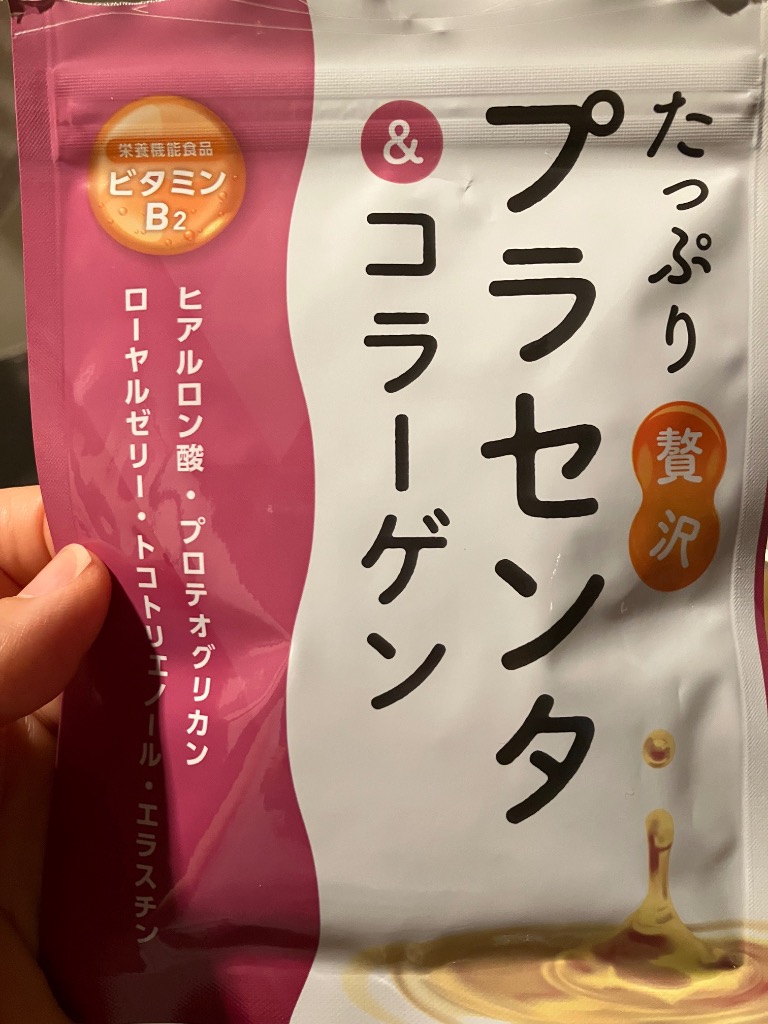 たっぷり
贅沢
プラセンタ
&
コラーゲン
栄養機能食品
ビタミン
B2
ヒアルロン酸・プロテオグリカン
ローヤルゼリー・トコトリエノール・エラスチン